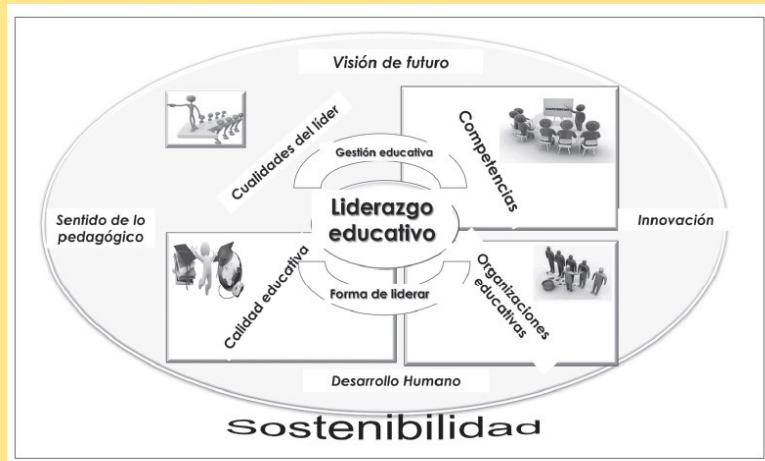 Visión de futuro
Cualidades del líder
Competencias
Gestión educativa
Liderazgo
educativo
Sentido de lo
pedagógico
Innovación
Calidad educativa
Forma de liderar
Organizaciones
educativas
Desarrollo Humano
Sostenibilidad